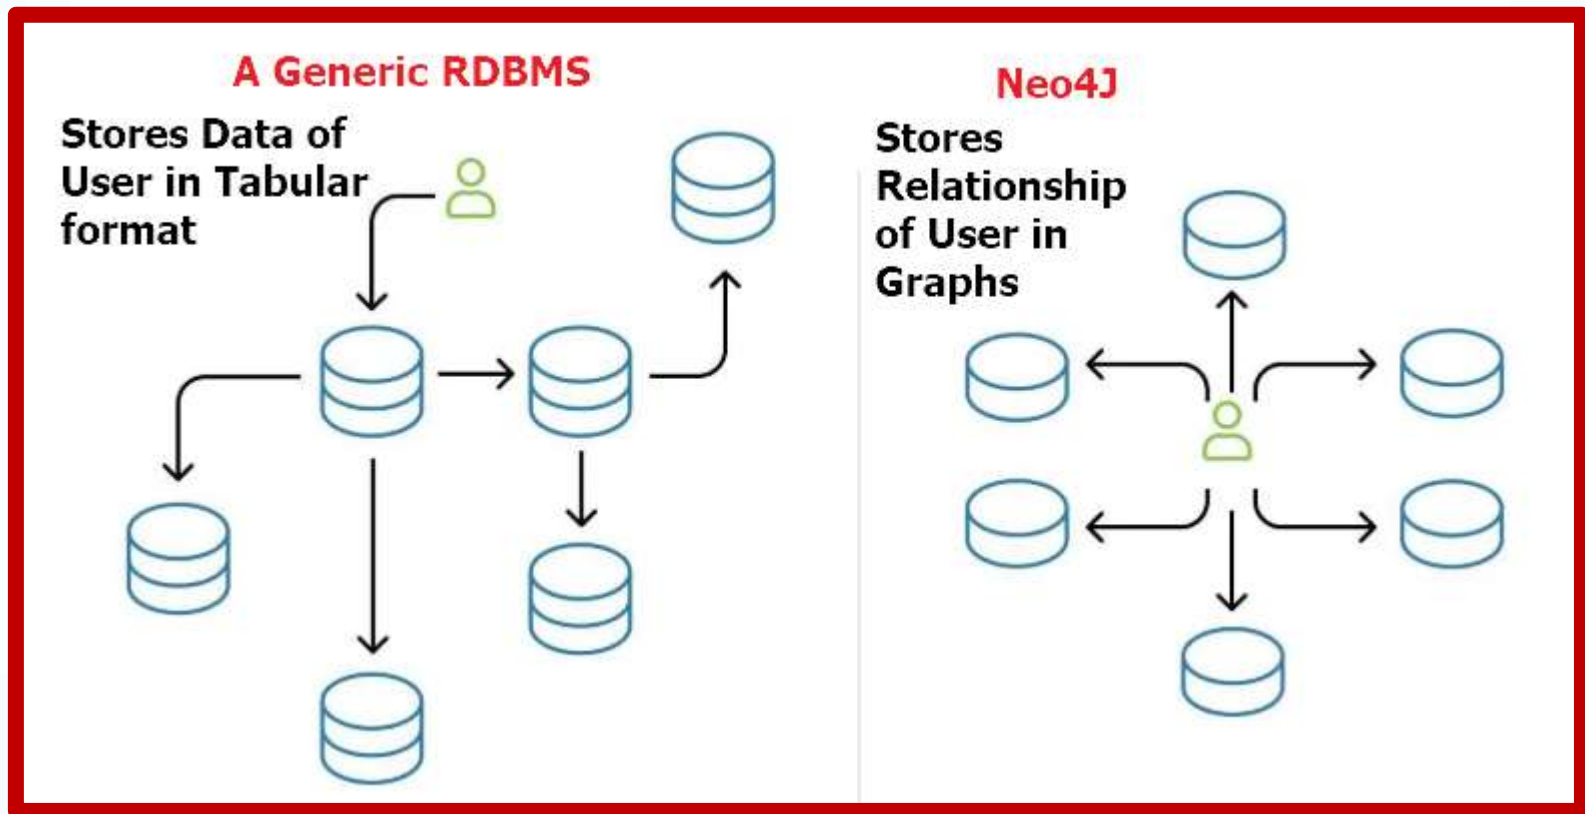 A Generic RDBMS
Stores Data of
User in Tabular
format
Neo4J
Stores
Relationship
of User in
Graphs